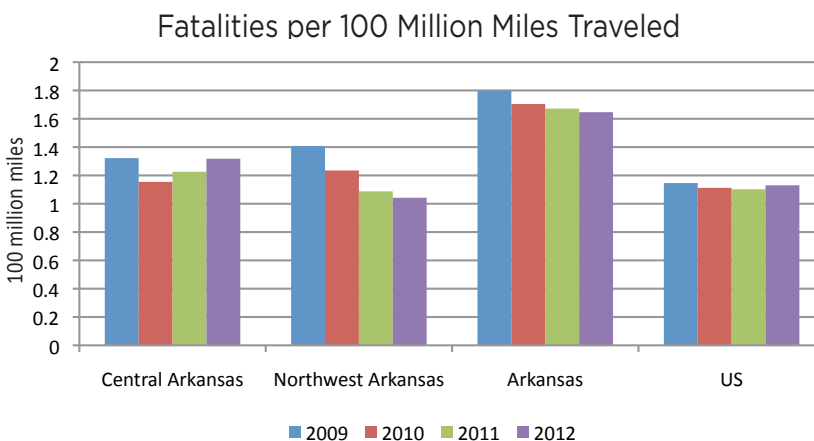 Fatalities per 100 Million Miles Traveled
100 million miles
2
1.8
1.6
1.4
1.2
1
0.8
0.6
0.4
0.2
0
Central Arkansas Northwest Arkansas Arkansas US
2009 2010 2011 2012